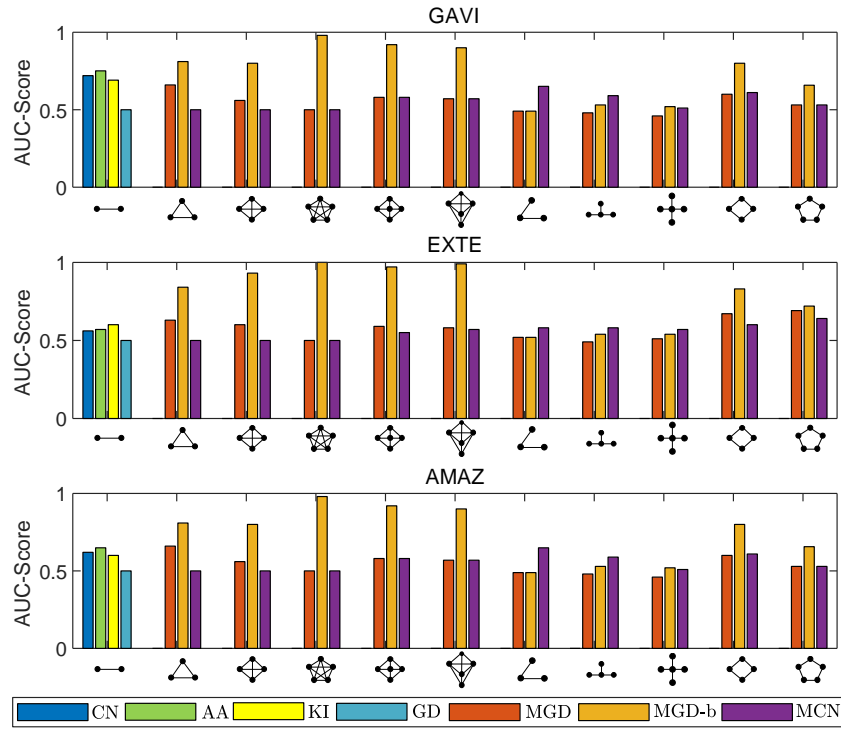 GAVI
1
0.5
0
AUC-Score
EXTE
1
0.5
0
AUC-Score
AMAZ
1
0.5
0
AUC-Score
CN AA KI GD MGD MGD-b MCN